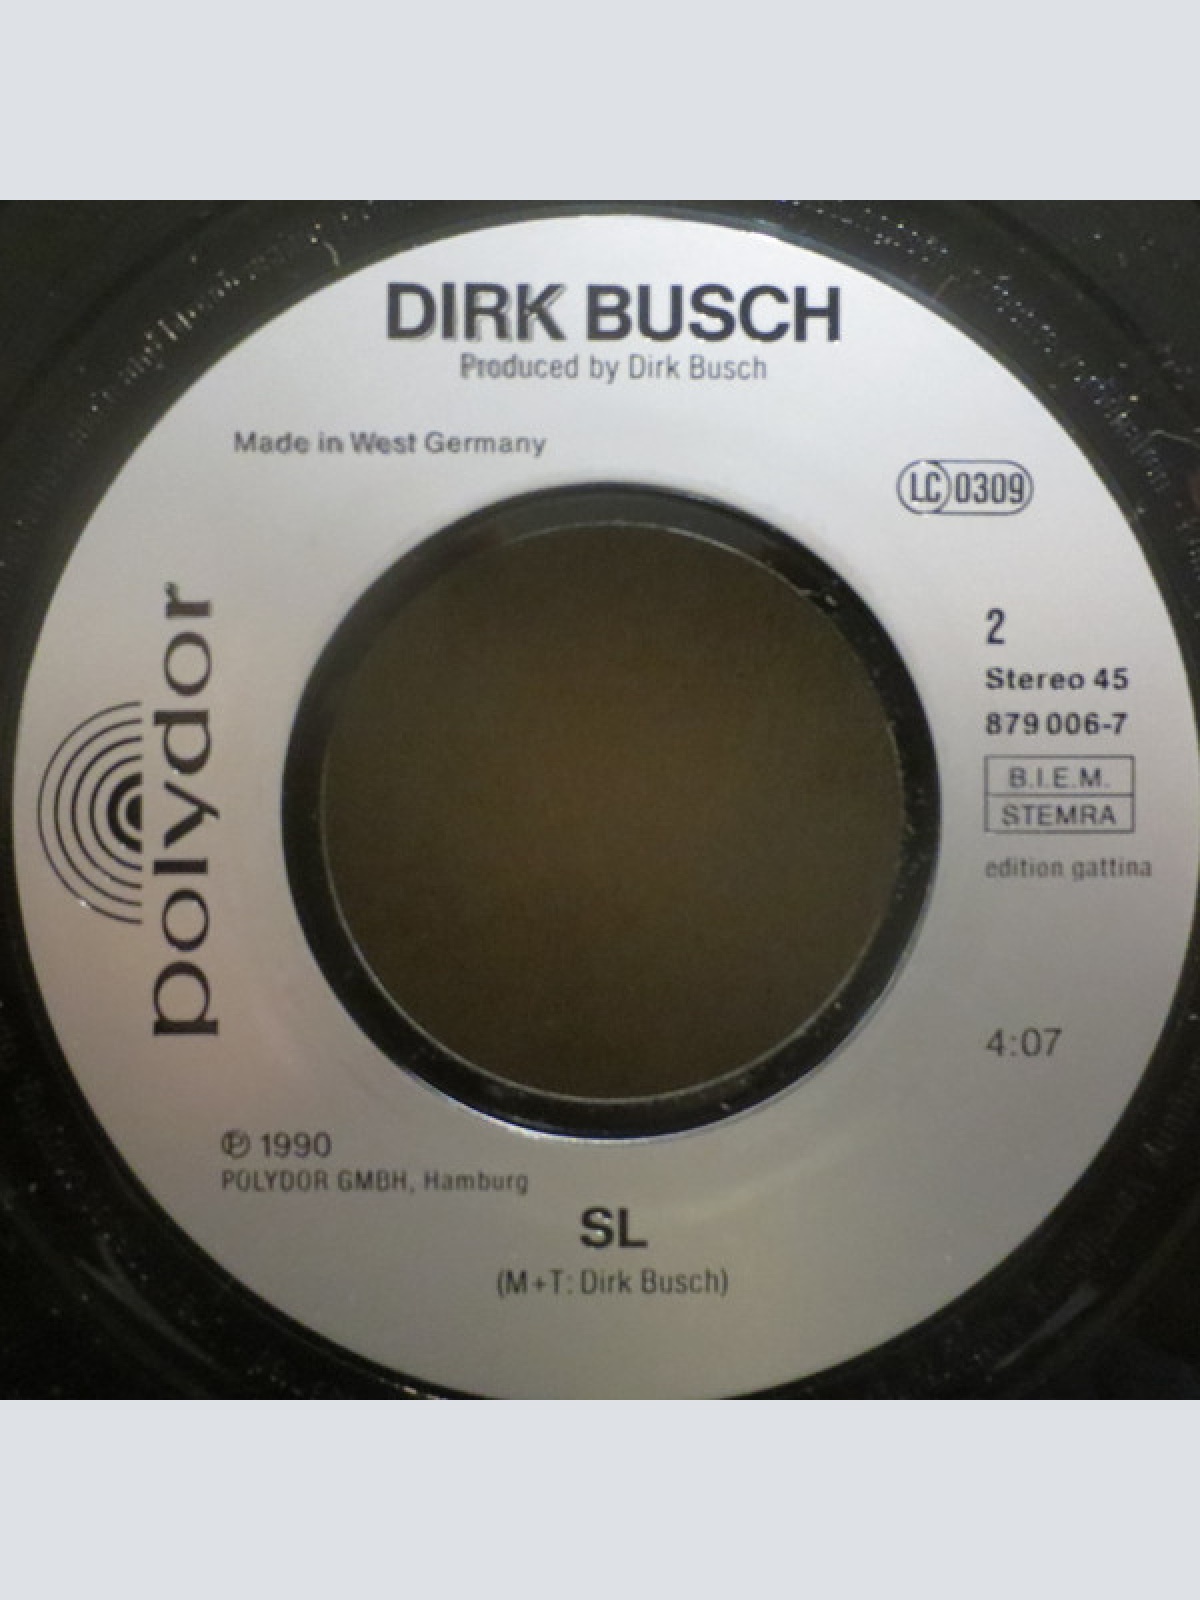 DIRK BUSCH
Produced by Dirk Busch
Made in West Germany
LC 0309
polydor
2
Stereo 45
879 006-7
B.I.E.M.
STEMRA
edition gattina
4:07
℗ 1990
POLYDOR GMBH, Hamburg
SL
(M+T: Dirk Busch)